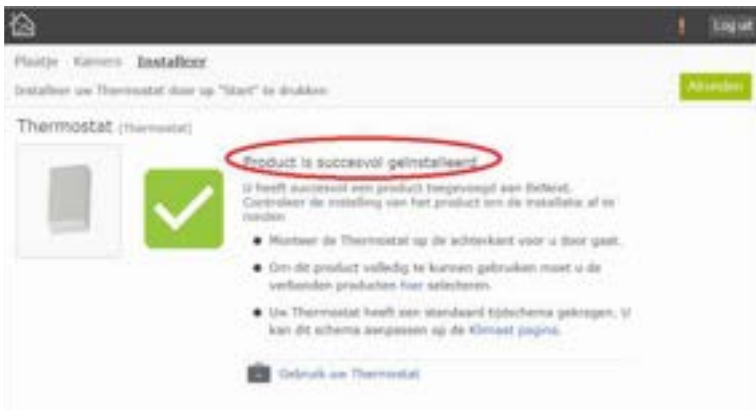 Log uit
Plaatje Kamers Installeer
Installeer uw Thermostat door op "Start" te drukken
Afronden
Thermostat (Thermostat)
Product is succesvol geïnstalleerd
U heeft succesvol een product toegevoegd aan BeNext.
Controleer de instelling van het product om de installatie af te
ronden
Monteer de Thermostat op de achterkant voor u door gaat.
Om dit product volledig te kunnen gebruiken moet u de
verbonden producten hier selecteren.
Uw Thermostat heeft een standaard tijdschema gekregen. U
kan dit schema aanpassen op de Klimaat pagina.
Gebruik uw Thermostat